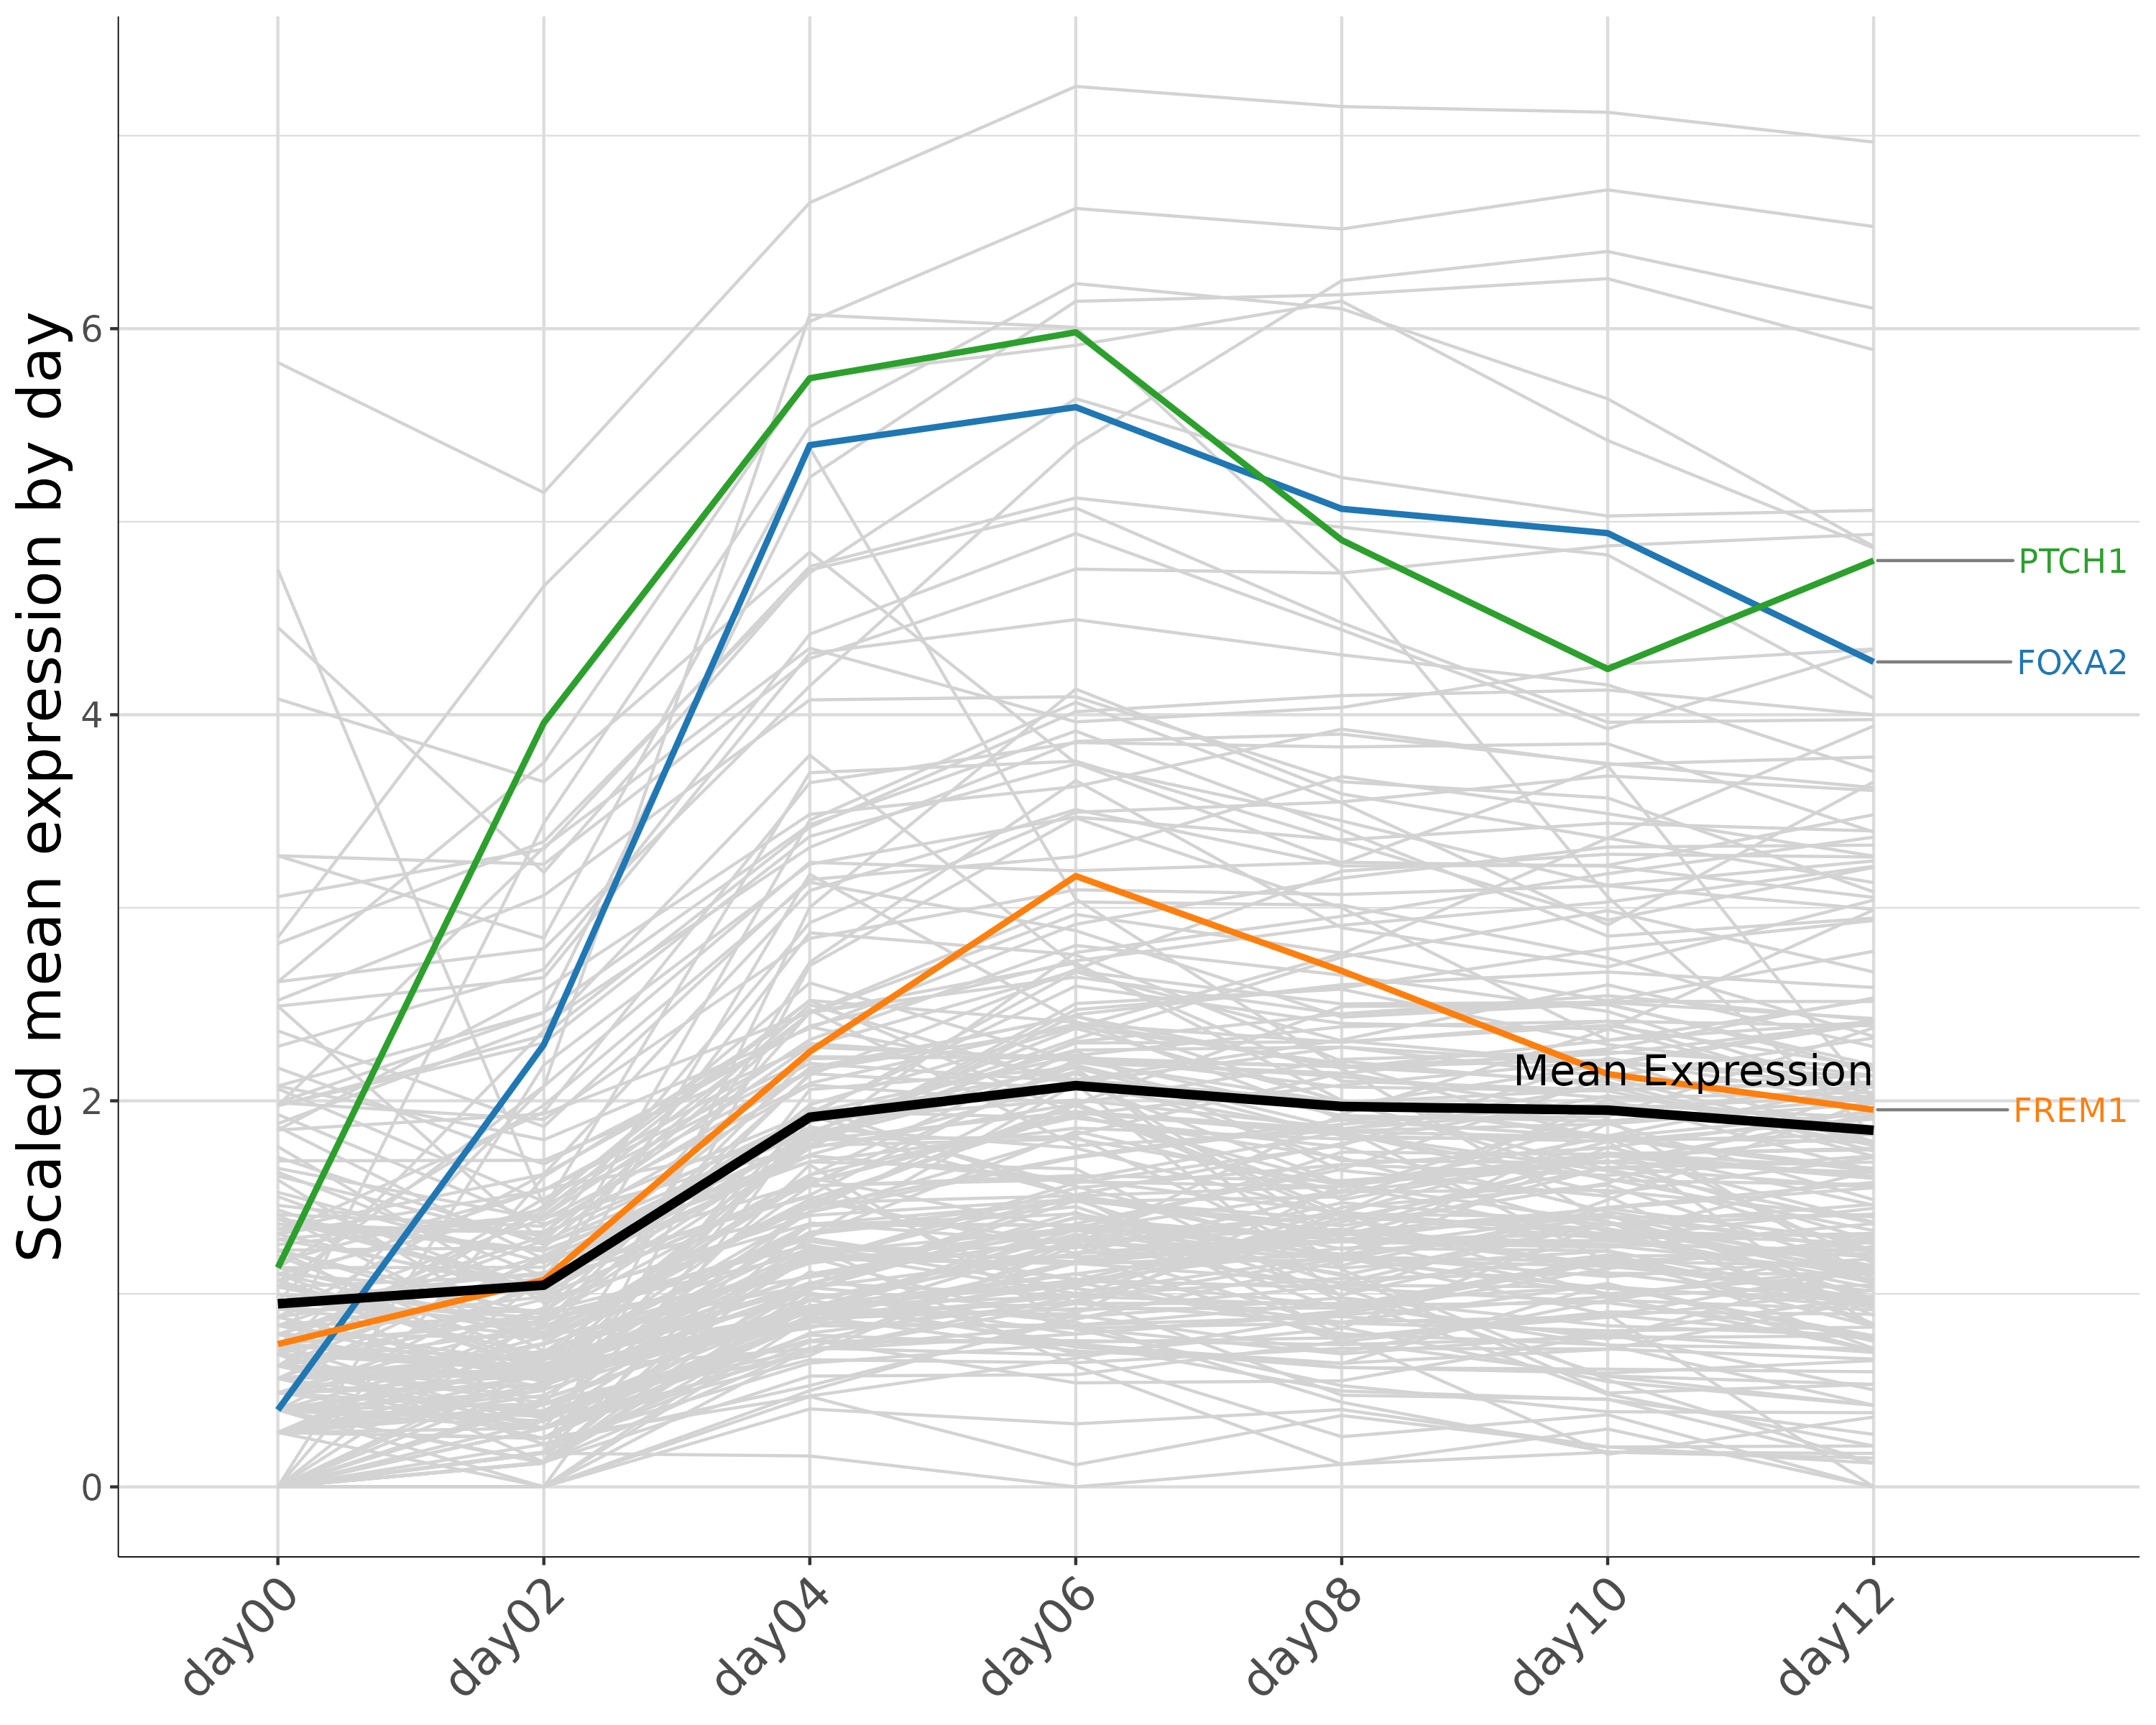 Scaled mean expression by day
6
4
2
0
PTCH1
FOXA2
Mean Expression
FREM1
day00
day02
day04
day06
day08
day10
day12